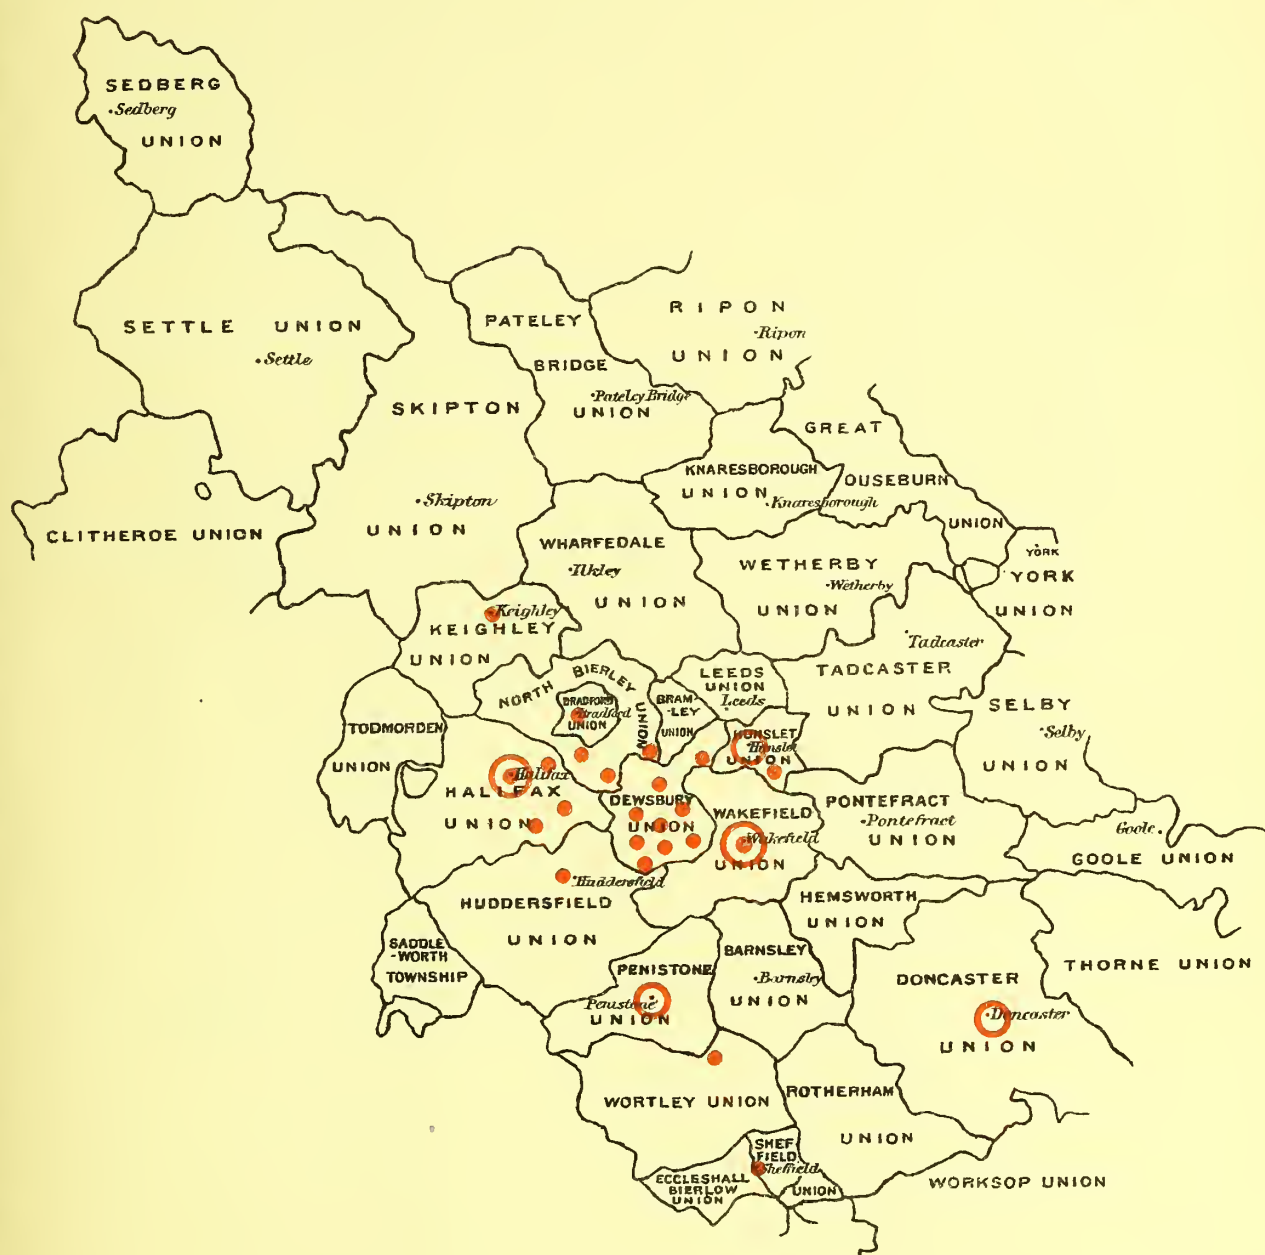 SEDBERG
Sedberg
UNION
SETTLE UNION
Settle
CLITHEROE UNION
SKIPTON
Skipton
UNION
PATELEY
BRIDGE
Pateley Bridge
UNION
RIPON
Ripon
UNION
GREAT
OUSEBURN
UNION
KNARESBOROUGH
UNION
Knaresborough
WHARFEDALE
Ilkley
UNION
WETHERBY
Wetherby
UNION
YORK
YORK
UNION
Keighley
KEIGHLEY
UNION
NORTH BIERLEY UNION
BRADFORD
Bradford
UNION
BRAM-
-LEY
UNION
LEEDS
UNION
Leeds
Tadcaster
TADCASTER
UNION
SELBY
Selby
UNION
TODMORDEN
UNION
HUNSLET
Hunslet
UNION
Halifax
HALIFAX
UNION
DEWSBURY
UNION
WAKEFIELD
Wakefield
UNION
PONTEFRACT
Pontefract
UNION
Goole
GOOLE UNION
Huddersfield
HUDDERSFIELD
UNION
HEMSWORTH
UNION
SADDLE
-WORTH
TOWNSHIP
PENISTONE
Penistone
UNION
BARNSLEY
Barnsley
UNION
DONCASTER
Doncaster
UNION
THORNE UNION
WORTLEY UNION
ROTHERHAM
UNION
SHEF
FIELD
Sheffield
UNION
ECCLESHALL
BIERLOW
UNION
WORKSOP UNION